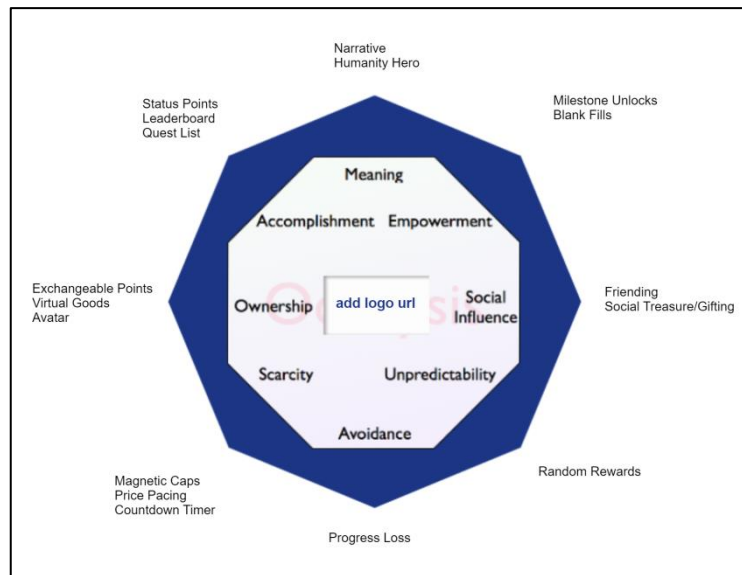 Narrative
Humanity Hero
Status Points
Leaderboard
Quest List
Milestone Unlocks
Blank Fills
Meaning
Accomplishment
Empowerment
Exchangeable Points
Virtual Goods
Avatar
Ownership
add logo url
Social
Influence
Friending
Social Treasure/Gifting
Scarcity
Unpredictability
Avoidance
Magnetic Caps
Price Pacing
Countdown Timer
Random Rewards
Progress Loss